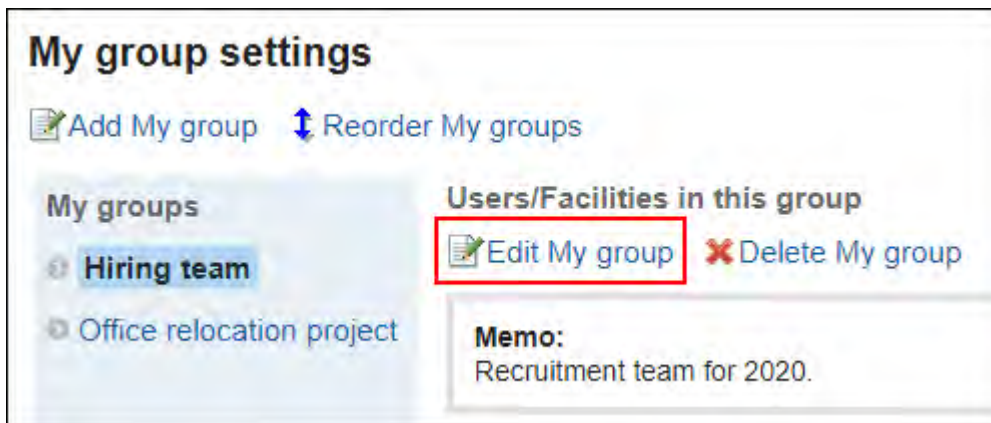 My group settings
Add My group Reorder My groups
My groups
Hiring team
Office relocation project
Users/Facilities in this group
Edit My group Delete My group
Memo:
Recruitment team for 2020.